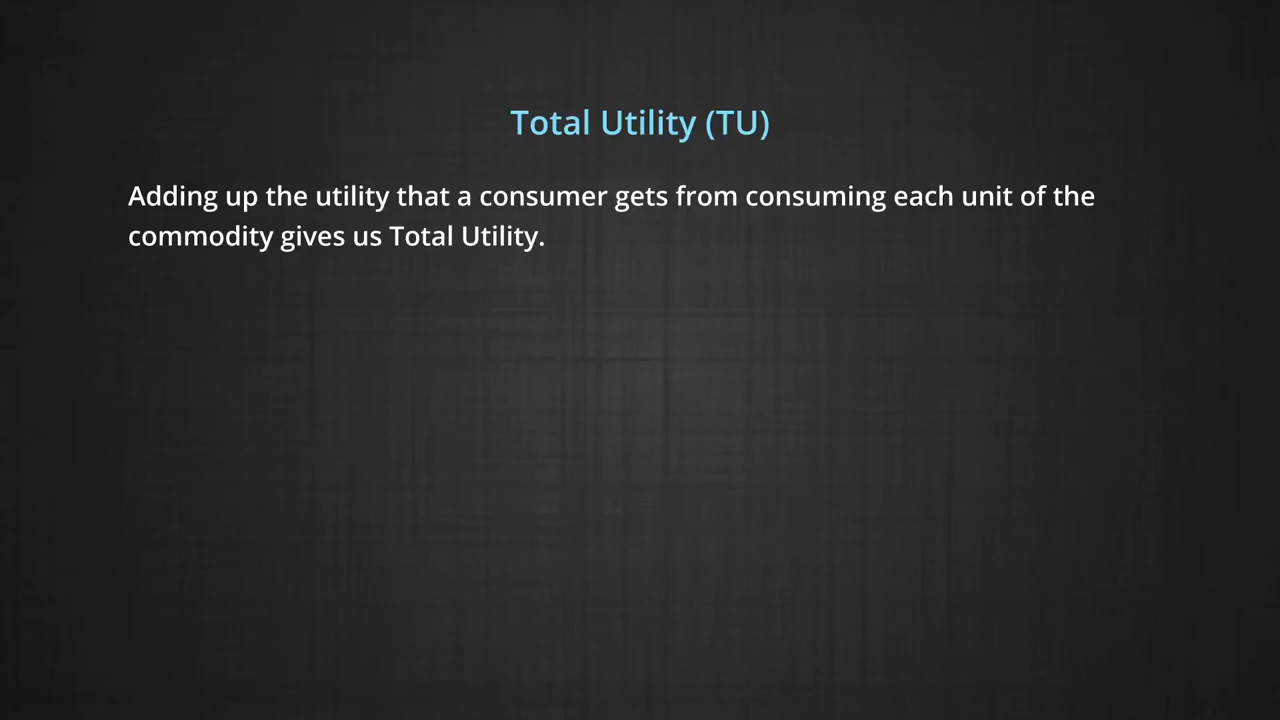 Total Utility (TU)
Adding up the utility that a consumer gets from consuming each unit of the
commodity gives us Total Utility.